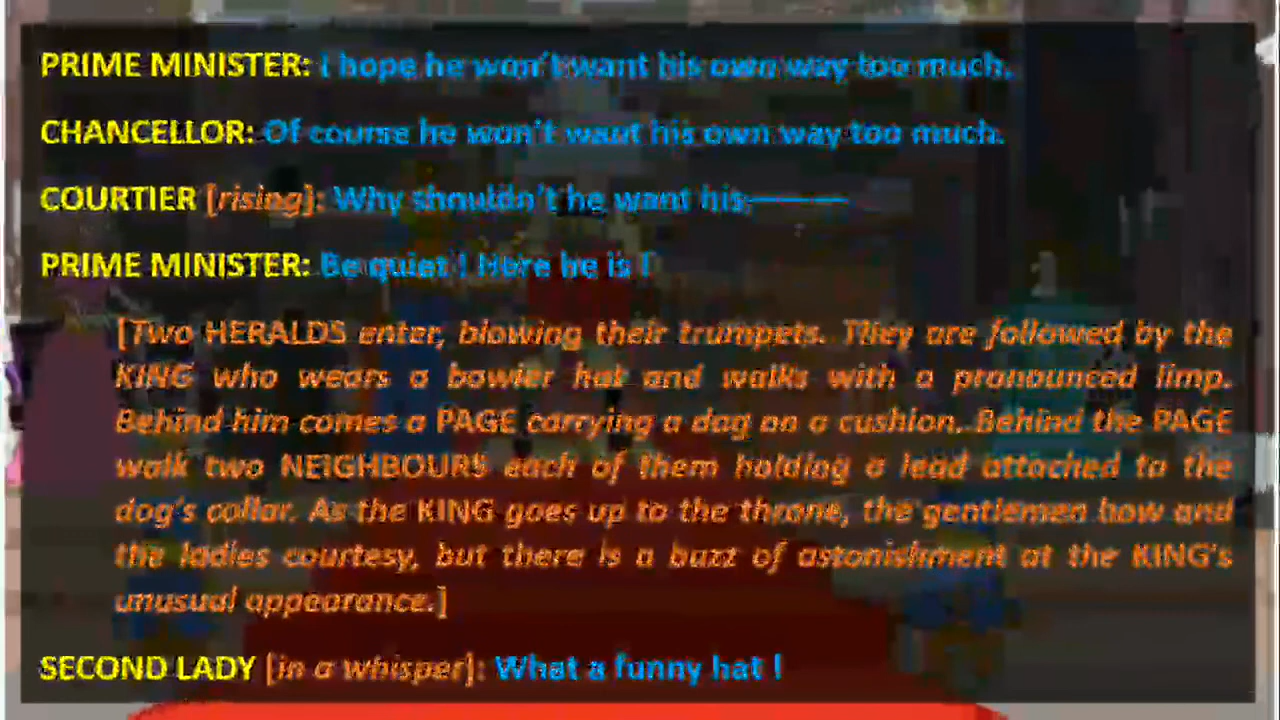 PRIME MINISTER: I hope he won't want his own way too much.
CHANCELLOR: Of course he won't want his own way too much.
COURTIER [rising]: Why shouldn't he want his———
PRIME MINISTER: Be quiet ! Here he is !
[Two HERALDS enter, blowing their trumpets. They are followed by the
KING who wears a bowler hat and walks with a pronounced limp.
Behind him comes a PAGE carrying a dog on a cushion. Behind the PAGE
walk two NEIGHBOURS each of them holding a lead attached to the
dog's collar. As the KING goes up to the throne, the gentlemen bow and
the ladies courtesy, but there is a buzz of astonishment at the KING's
unusual appearance.]
SECOND LADY [in a whisper]: What a funny hat !